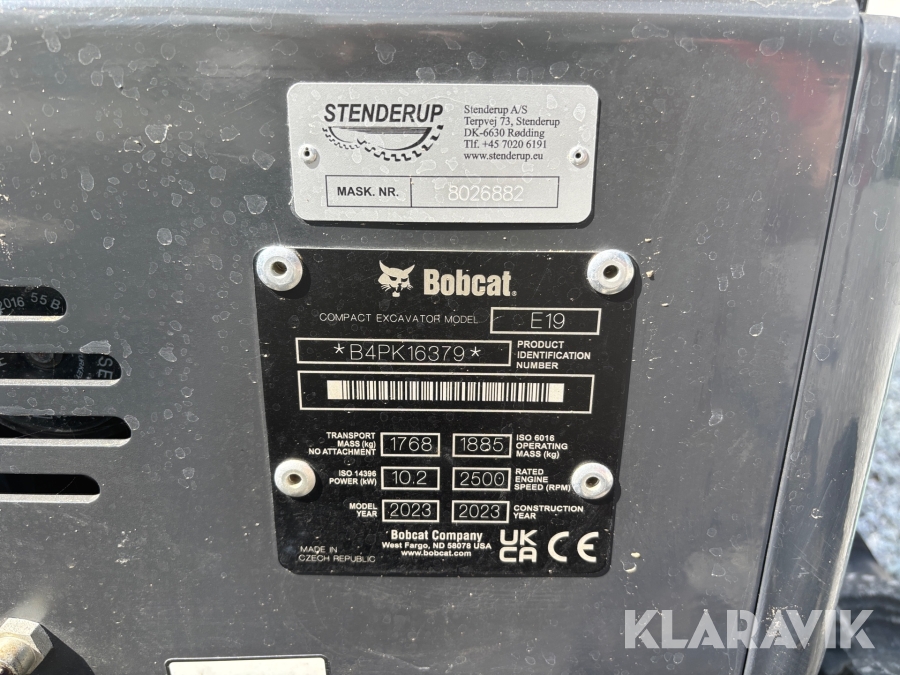 STENDERUP
Stenderup A/S
Terpvej 73, Stenderup
DK-6630 Rødding
Tlf. +45 7020 6191
www.stenderup.eu
MASK. NR. 8026882
Bobcat
COMPACT EXCAVATOR MODEL E19
*B4PK16379* PRODUCT IDENTIFICATION NUMBER
TRANSPORT MASS (kg) NO ATTACHMENT 1768 1885 ISO 6016 OPERATING MASS (kg)
ISO 14396 POWER (kW) 10.2 2500 RATED ENGINE SPEED (RPM)
MODEL YEAR 2023 2023 CONSTRUCTION YEAR
Bobcat Company
West Fargo, ND 58078 USA
www.bobcat.com
MADE IN
CZECH REPUBLIC
UK
CA
CE
2016 55B
KLARAVIK